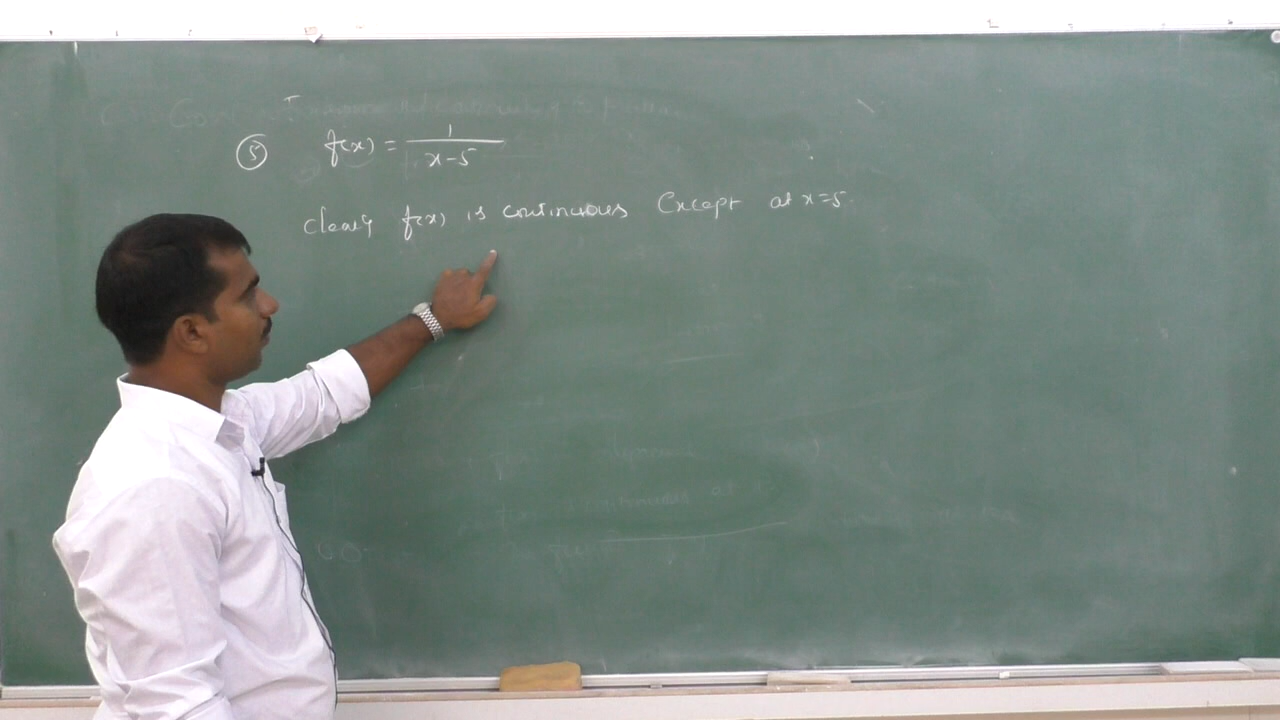 ⑤ f(x) = 1/(x-5)
Clearly f(x) is continuous Except at x=5.